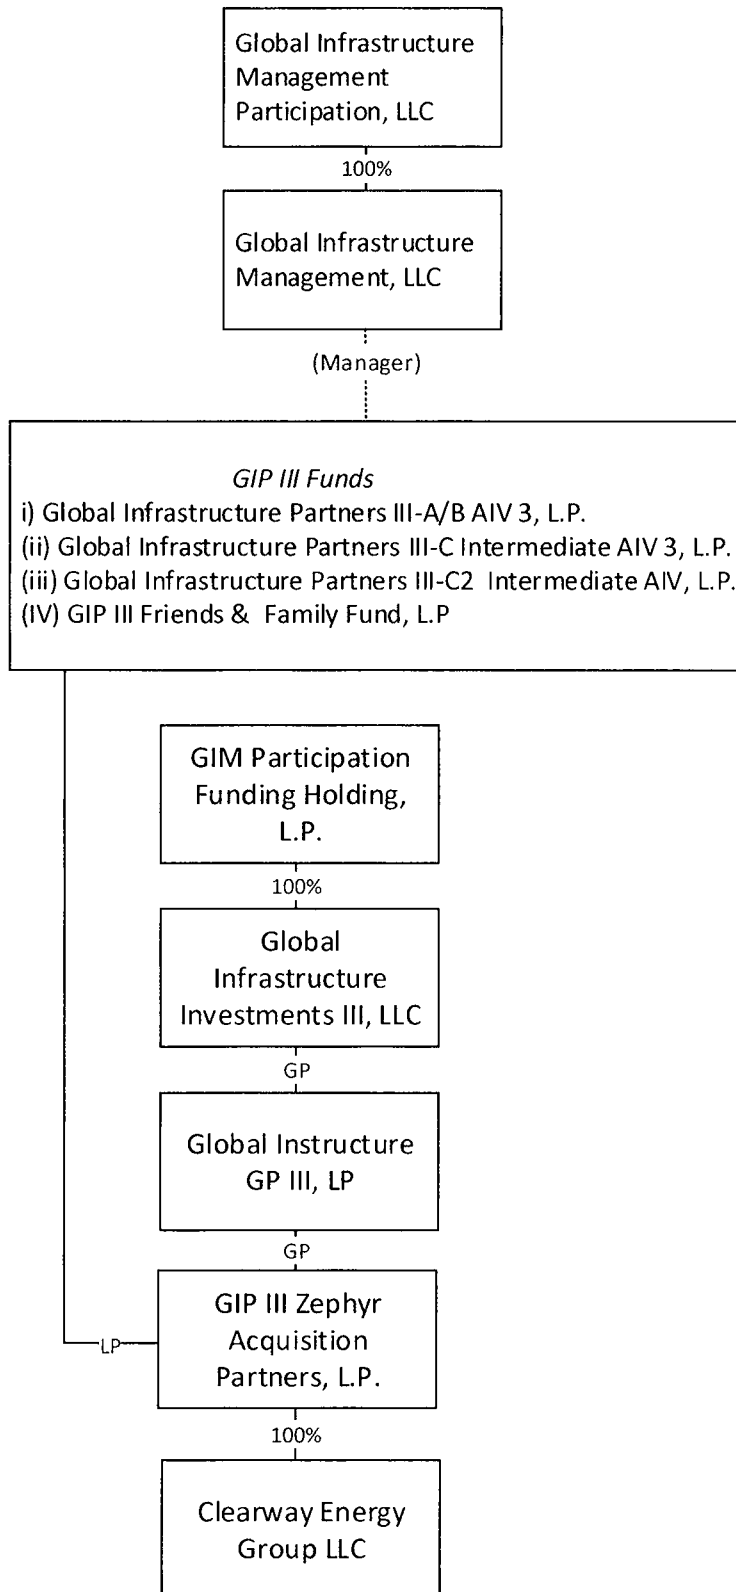 Global Infrastructure
Management
Participation, LLC
100%
Global Infrastructure
Management, LLC
(Manager)
GIP III Funds
i) Global Infrastructure Partners III-A/B AIV 3, L.P.
(ii) Global Infrastructure Partners III-C Intermediate AIV 3, L.P.
(iii) Global Infrastructure Partners III-C2 Intermediate AIV, L.P.
(IV) GIP III Friends & Family Fund, L.P
GIM Participation
Funding Holding,
L.P.
100%
Global
Infrastructure
Investments III, LLC
GP
Global Instructure
GP III, LP
GP
GIP III Zephyr
Acquisition
Partners, L.P.
LP
100%
Clearway Energy
Group LLC